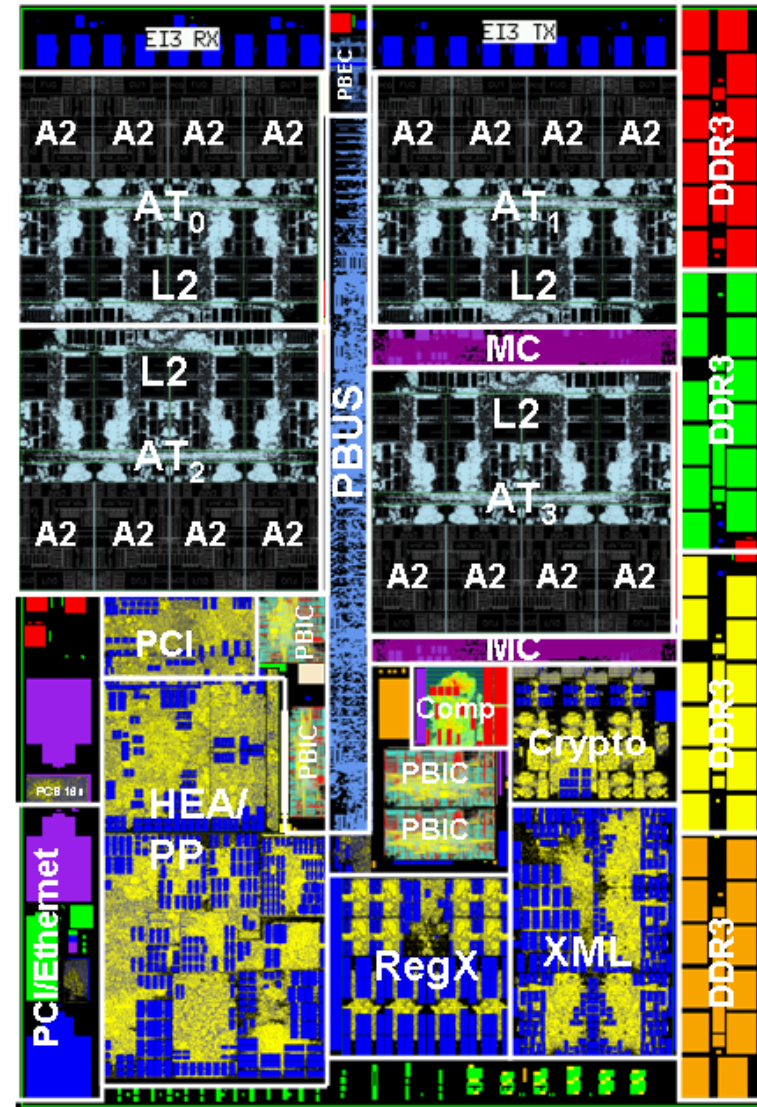 EI3 RX
EI3 TX
PBEC
DDR3
A2 A2 A2 A2
A2 A2 A2 A2
AT0
AT1
L2
L2
MC
L2
L2
PBUS
DDR3
AT2
AT3
A2 A2 A2 A2
A2 A2 A2 A2
PCI
PBIC
MC
DDR3
Comp
Crypto
PBIC
PBIC
HEA/
PP
PBIC
PCI/Ethernet
RegX
XML
DDR3